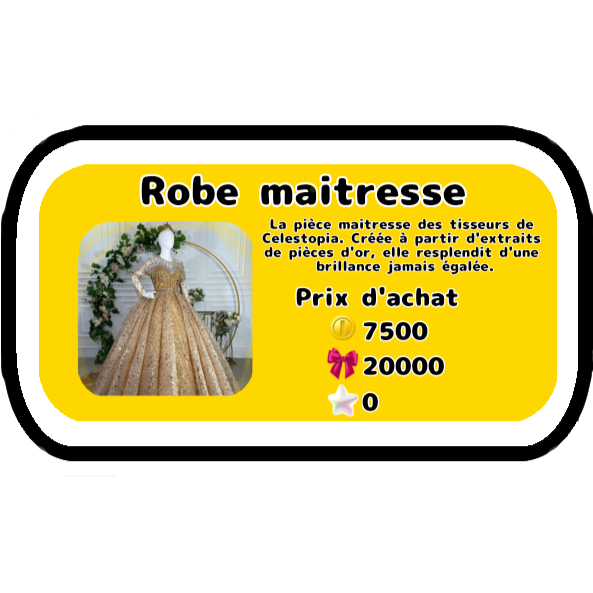 Robe maitresse
La pièce maitresse des tisseurs de
Celestopia. Créée à partir d'extraits
de pièces d'or, elle resplendit d'une
brillance jamais égalée.
Prix d'achat
7500
20000
0